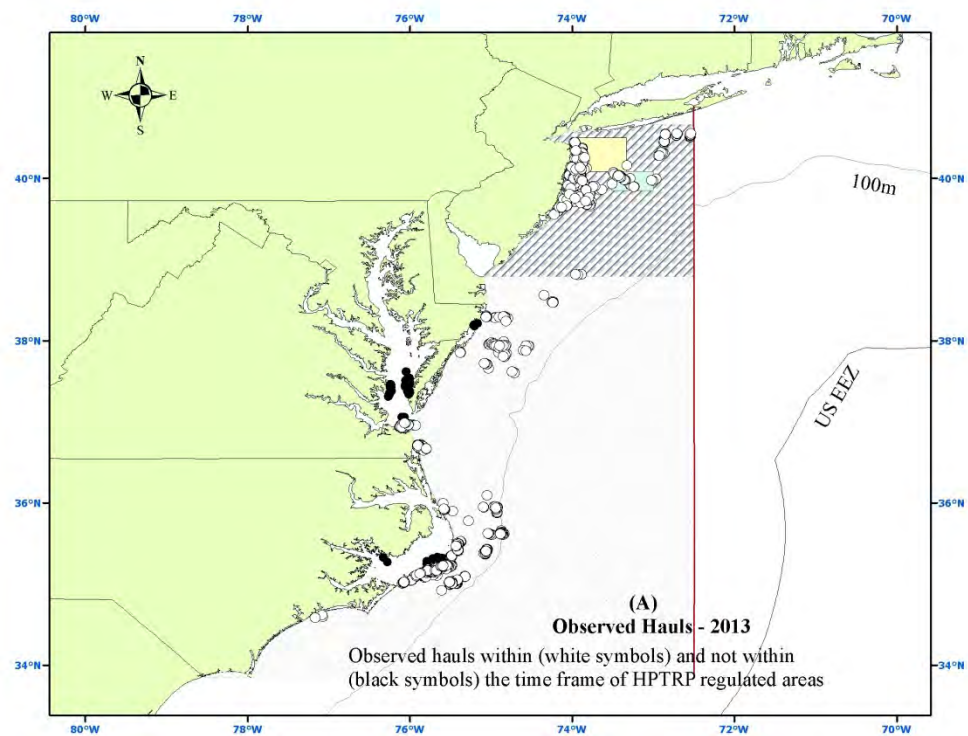 80°W 78°W 76°W 74°W 72°W 70°W
N
W E
S
40°N 40°N
100m
38°N 38°N
US EEZ
36°N 36°N
(A)
Observed Hauls - 2013
34°N 34°N
Observed hauls within (white symbols) and not within
(black symbols) the time frame of HPTRP regulated areas
80°W 78°W 76°W 74°W 72°W 70°W